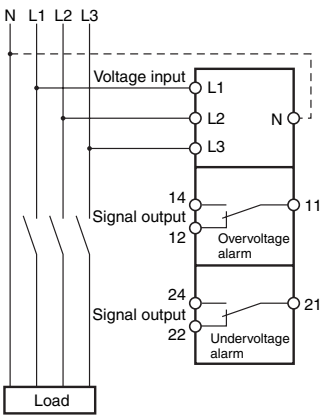 N L1 L2 L3
Voltage input
L1
L2
N
L3
14
11
Signal output
12
Overvoltage
alarm
24
21
Signal output
22
Undervoltage
alarm
Load